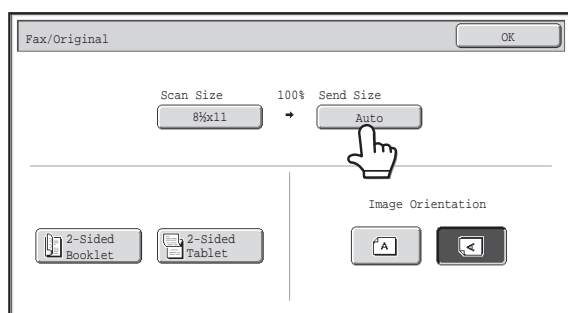 Fax/Original
OK
Scan Size 100% Send Size
8½x11 Auto
Image Orientation
2-Sided Booklet
2-Sided Tablet
A
A